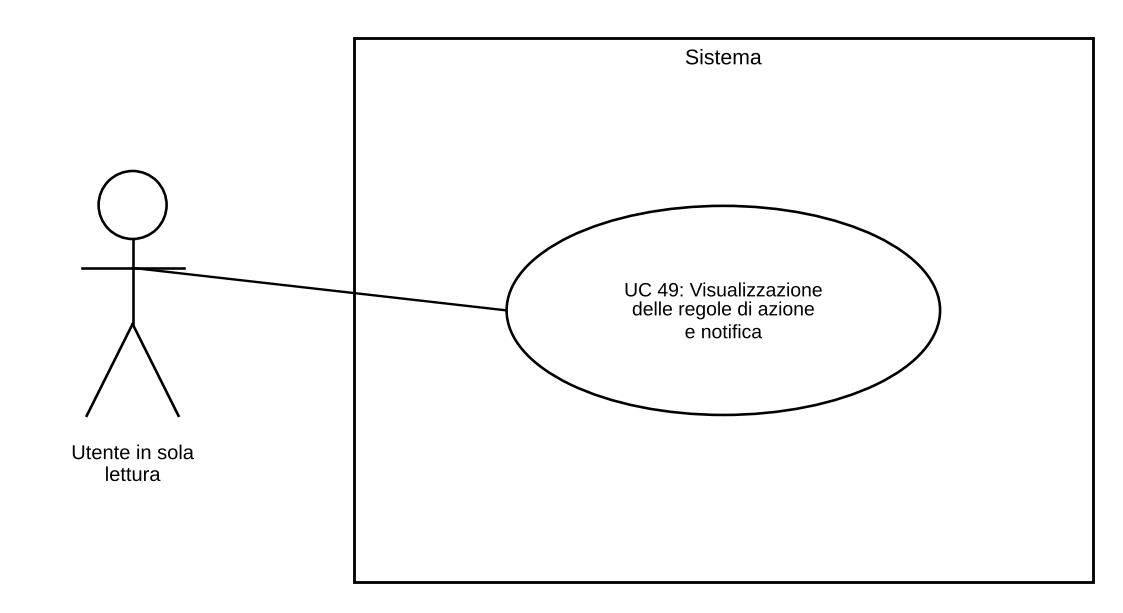 Sistema
UC 49: Visualizzazione
delle regole di azione
e notifica
Utente in sola
lettura